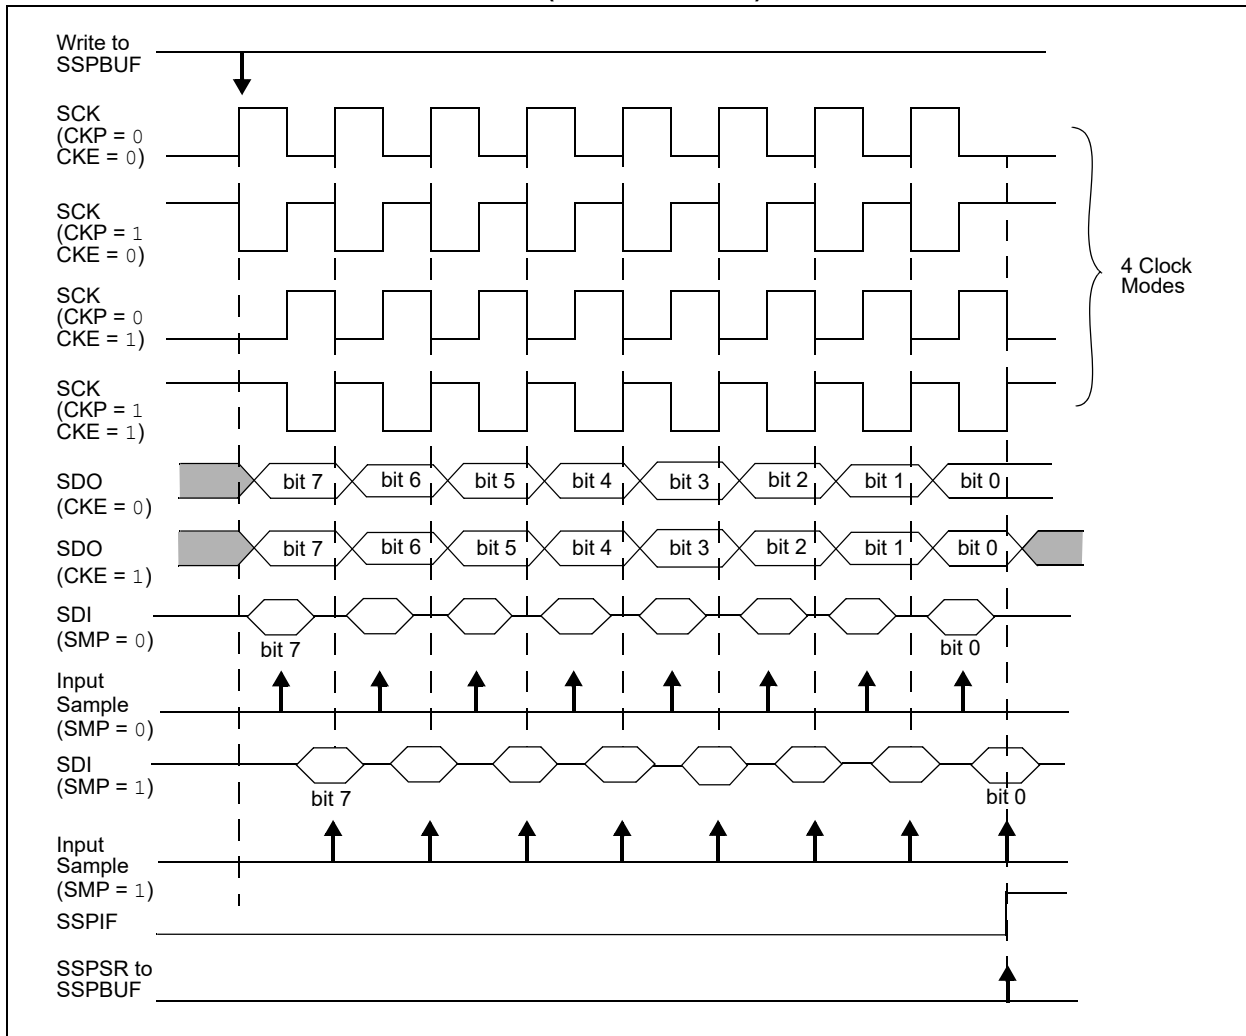 Write to
SSPBUF
SCK
(CKP = 0
CKE = 0)
SCK
(CKP = 1
CKE = 0)
4 Clock
Modes
SCK
(CKP = 0
CKE = 1)
SCK
(CKP = 1
CKE = 1)
SDO
(CKE = 0)
bit 7 bit 6 bit 5 bit 4 bit 3 bit 2 bit 1 bit 0
SDO
(CKE = 1)
bit 7 bit 6 bit 5 bit 4 bit 3 bit 2 bit 1 bit 0
SDI
(SMP = 0)
bit 7 bit 0
Input
Sample
(SMP = 0)
SDI
(SMP = 1)
bit 7 bit 0
Input
Sample
(SMP = 1)
SSPIF
SSPSR to
SSPBUF